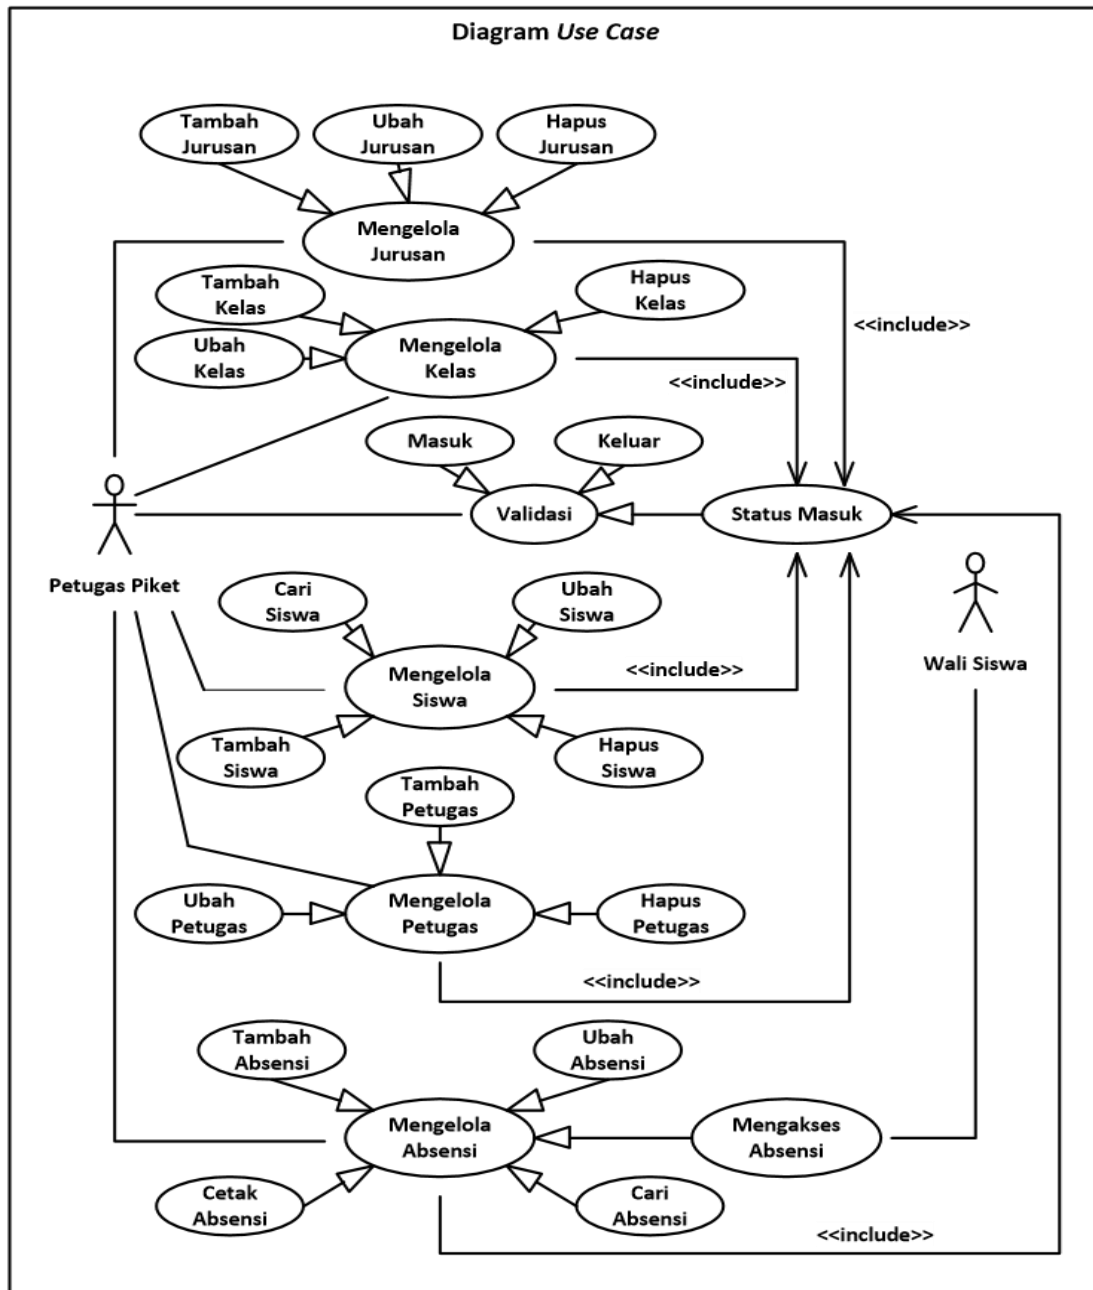 Diagram Use Case
Tambah
Jurusan
Ubah
Jurusan
Hapus
Jurusan
Mengelola
Jurusan
Tambah
Kelas
Hapus
Kelas
<<include>>
Ubah
Kelas
Mengelola
Kelas
<<include>>
Masuk
Keluar
Validasi
Status Masuk
Petugas Piket
Cari
Siswa
Ubah
Siswa
Mengelola
Siswa
<<include>>
Wali Siswa
Tambah
Siswa
Hapus
Siswa
Tambah
Petugas
Ubah
Petugas
Mengelola
Petugas
Hapus
Petugas
<<include>>
Tambah
Absensi
Ubah
Absensi
Mengelola
Absensi
Mengakses
Absensi
Cetak
Absensi
Cari
Absensi
<<include>>